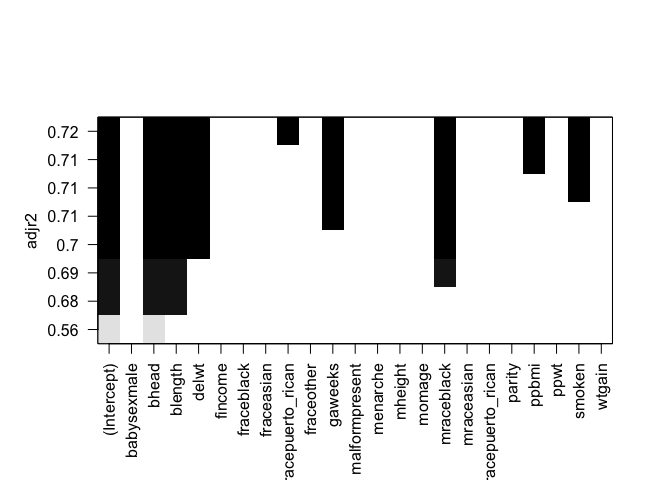 adjr2
0.72
0.71
0.71
0.71
0.7
0.69
0.68
0.56
(Intercept)
babysexmale
bhead
blength
delwt
fincome
fraceblack
fraceasian
racepuerto_rican
fraceother
gaweeks
malformpresent
menarche
mheight
momage
mraceblack
mraceasian
racepuerto_rican
parity
ppbmi
ppwt
smoken
wtgain